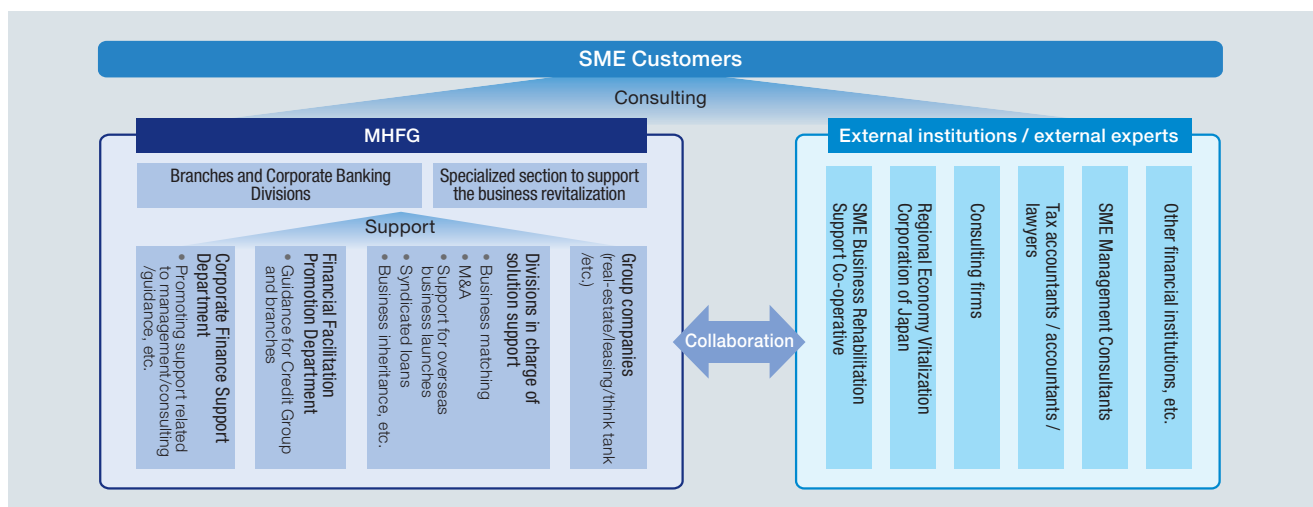 SME Customers
Consulting
MHFG
Branches and Corporate Banking
Divisions
Specialized section to support
the business revitalization
Support
Corporate Finance Support
Department
• Promoting support related
to management/consulting
/guidance, etc.
Financial Facilitation
Promotion Department
• Guidance for Credit Group
and branches
Divisions in charge of
solution support
• Business matching
• M&A
• Support for overseas
business launches
• Syndicated loans
• Business inheritance, etc.
Group companies
(real-estate/leasing/think tank
/etc.)
Collaboration
External institutions / external experts
SME Business Rehabilitation
Support Co-operative
Regional Economy Vitalization
Corporation of Japan
Consulting firms
Tax accountants / accountants /
lawyers
SME Management Consultants
Other financial institutions, etc.